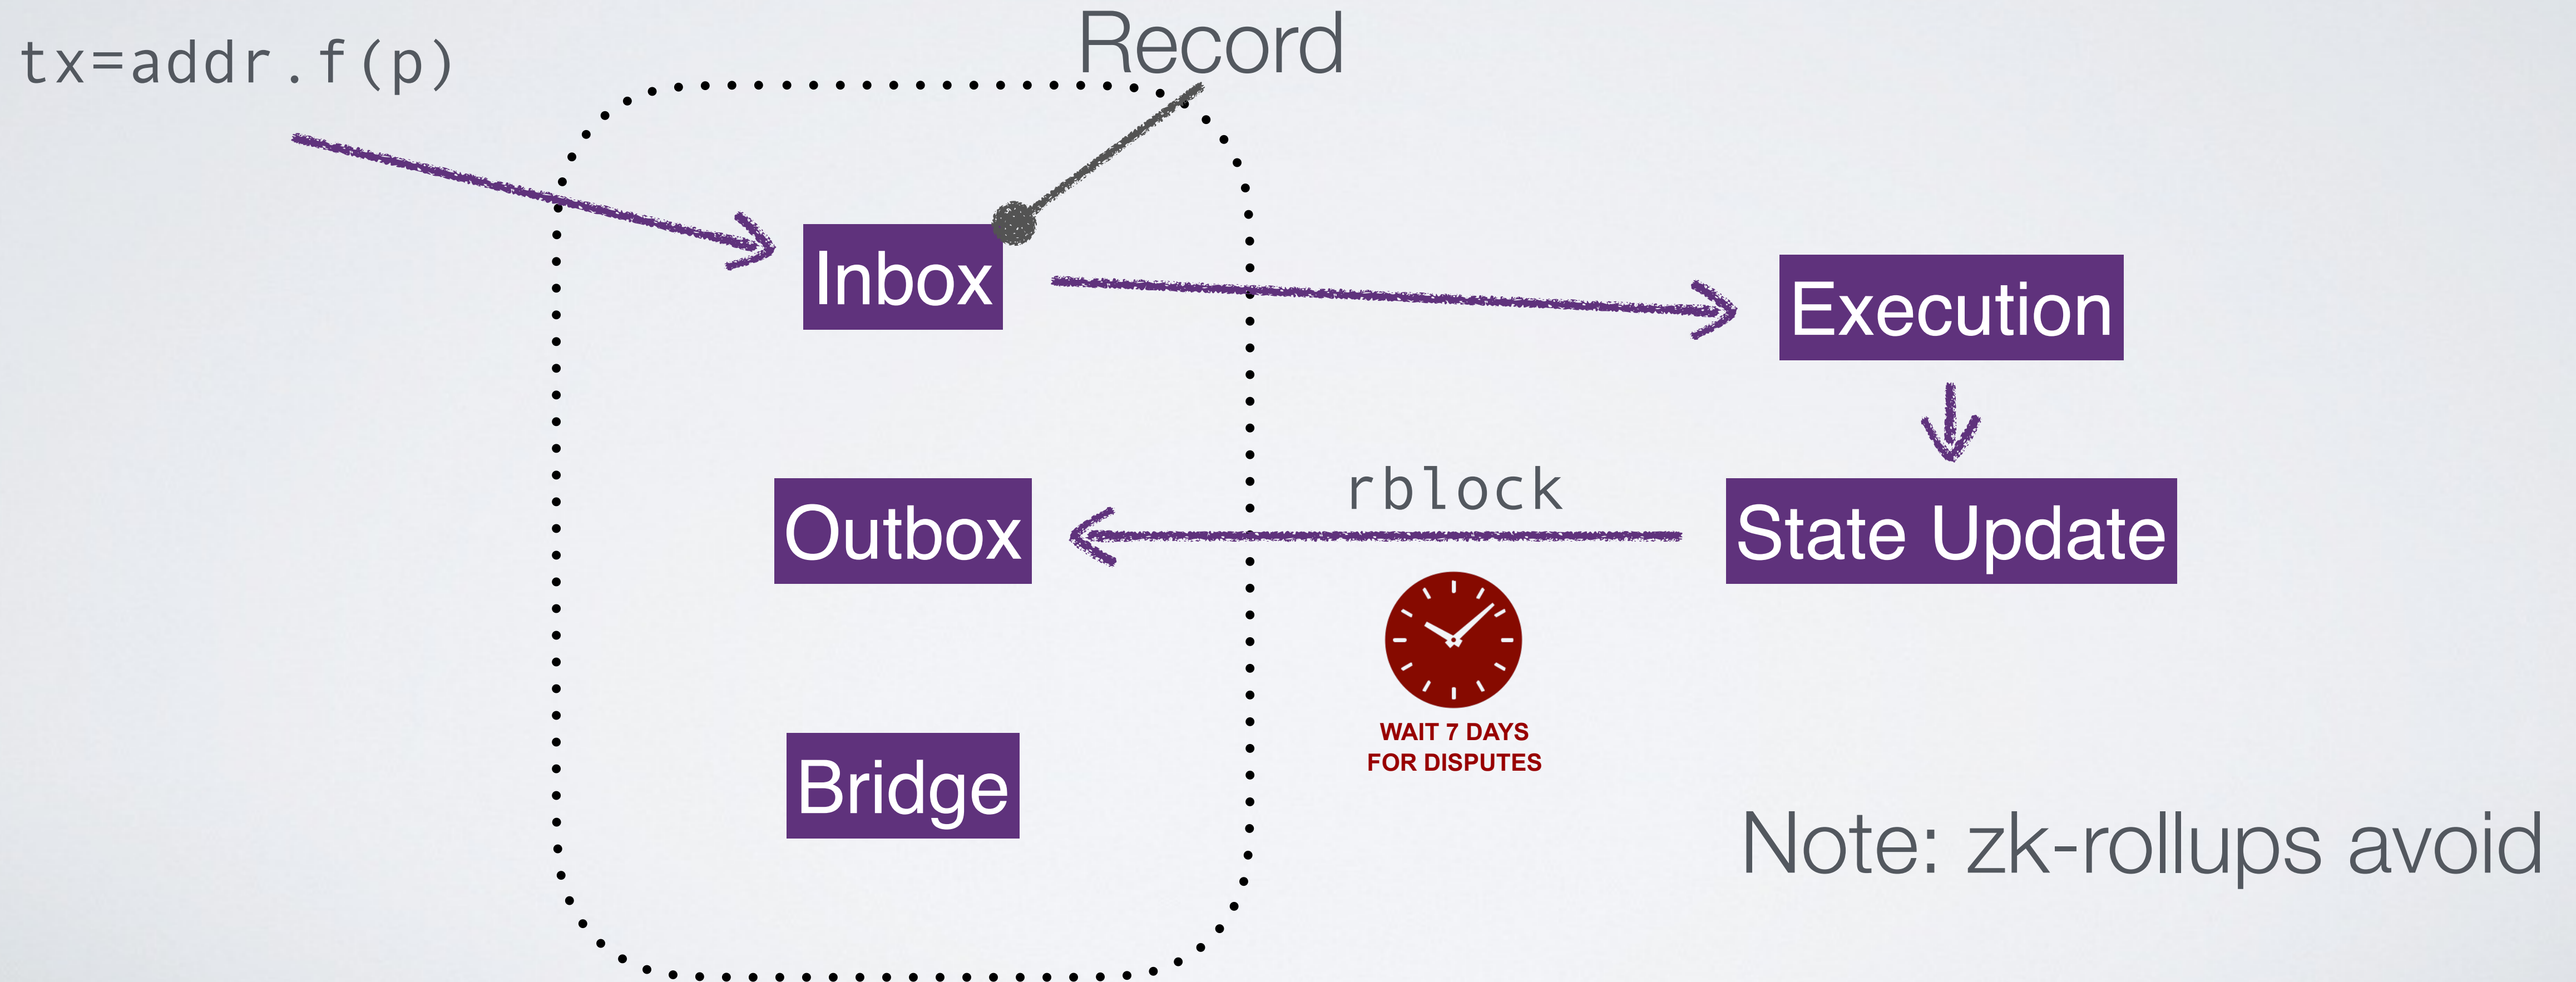 Record
tx=addr.f(p)
Inbox
Execution
rblock
Outbox
State Update
WAIT 7 DAYS
FOR DISPUTES
Bridge
Note: zk-rollups avoid